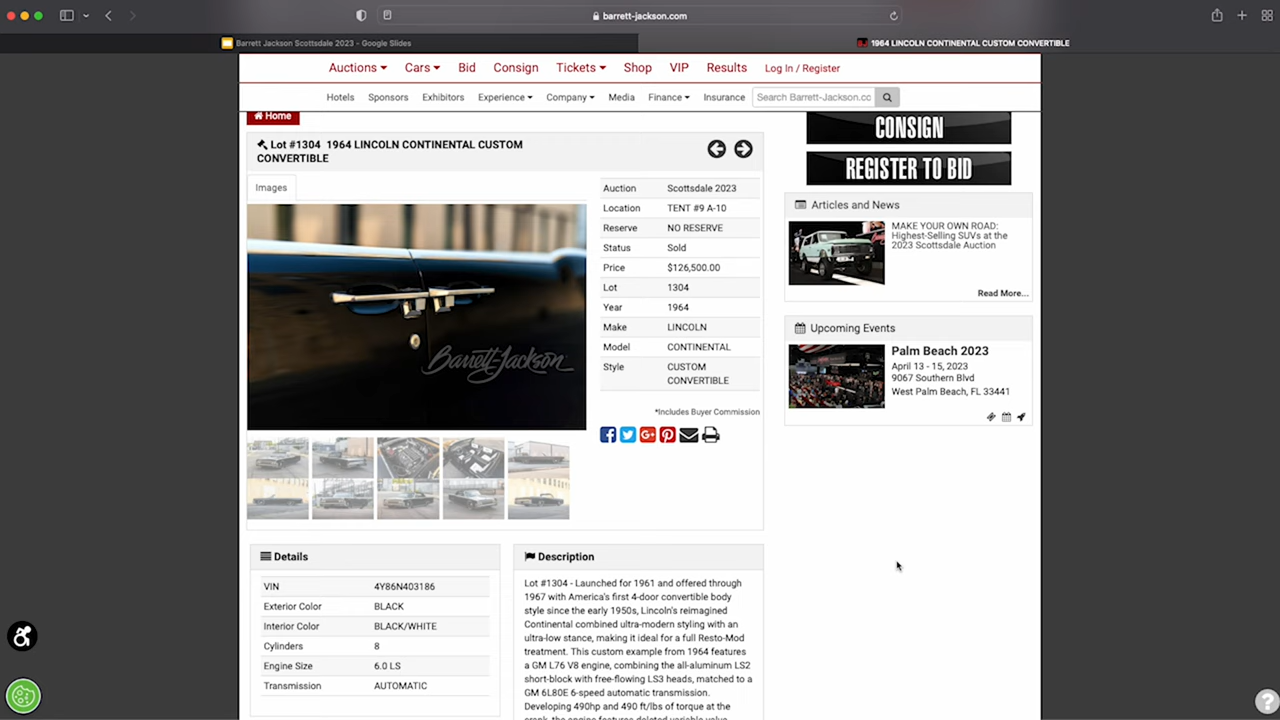 barrett-jackson.com
Barrett Jackson Scottsdale 2023 - Google Slides
1964 LINCOLN CONTINENTAL CUSTOM CONVERTIBLE
Auctions Cars Bid Consign Tickets Shop VIP Results Log In / Register
Hotels Sponsors Exhibitors Experience Company Media Finance Insurance Search Barrett-Jackson.cc
Home
Lot #1304 1964 LINCOLN CONTINENTAL CUSTOM
CONVERTIBLE
Images
Barrett-Jackson
Auction Scottsdale 2023
Location TENT #9 A-10
Reserve NO RESERVE
Status Sold
Price $126,500.00
Lot 1304
Year 1964
Make LINCOLN
Model CONTINENTAL
Style CUSTOM
CONVERTIBLE
*Includes Buyer Commission
Details
VIN 4Y86N403186
Exterior Color BLACK
Interior Color BLACK/WHITE
Cylinders 8
Engine Size 6.0 LS
Transmission AUTOMATIC
Description
Lot #1304 - Launched for 1961 and offered through
1967 with America's first 4-door convertible body
style since the early 1950s, Lincoln's reimagined
Continental combined ultra-modern styling with an
ultra-low stance, making it ideal for a full Resto-Mod
treatment. This custom example from 1964 features
a GM L76 V8 engine, combining the all-aluminum LS2
short-block with free-flowing LS3 heads, matched to a
GM 6L80E 6-speed automatic transmission.
Developing 490hp and 490 ft/lbs of torque at the
crank, the engine features deleted variable valve
CONSIGN
REGISTER TO BID
Articles and News
MAKE YOUR OWN ROAD:
Highest-Selling SUVs at the
2023 Scottsdale Auction
Read More...
Upcoming Events
Palm Beach 2023
April 13 - 15, 2023
9067 Southern Blvd
West Palm Beach, FL 33441